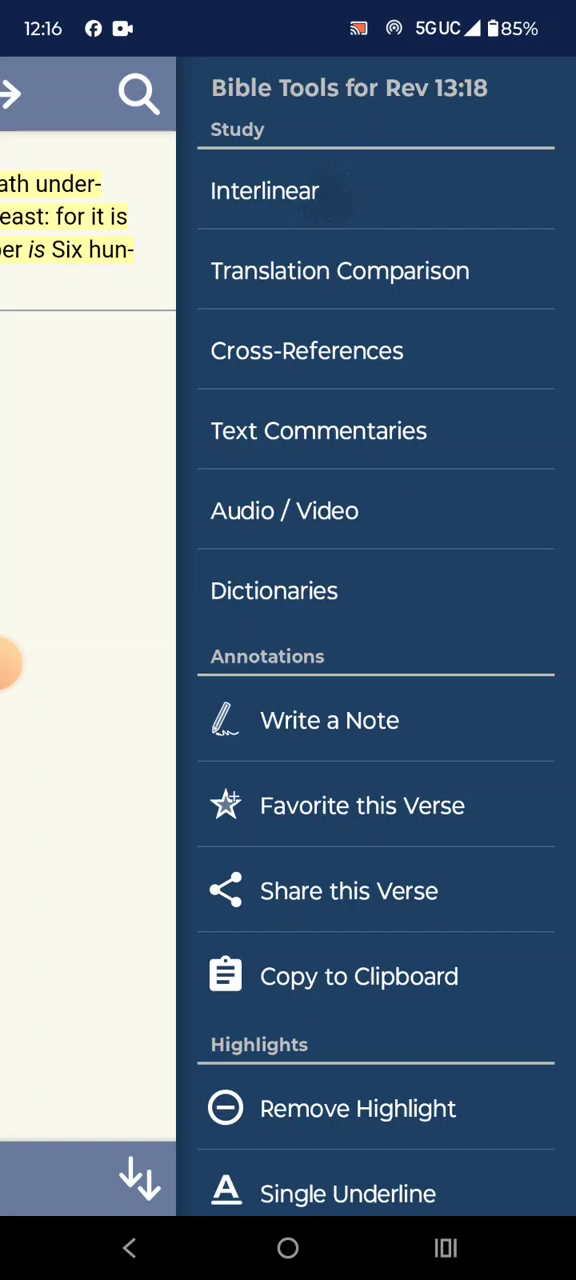 12:16 5G UC 85%
Bible Tools for Rev 13:18
Study
ath under-
east: for it is
er is Six hun-
Interlinear
Translation Comparison
Cross-References
Text Commentaries
Audio / Video
Dictionaries
Annotations
Write a Note
Favorite this Verse
Share this Verse
Copy to Clipboard
Highlights
Remove Highlight
A Single Underline